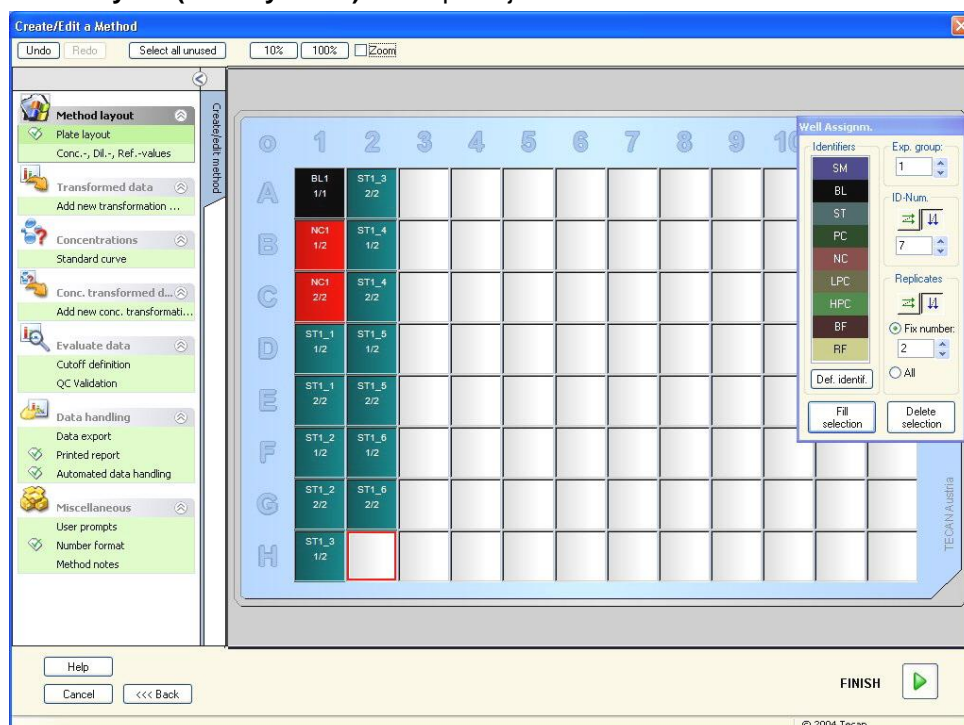 Create/Edit a Method
Undo Redo Select all unused 10% 100% Zoom
Method layout
Plate layout
Conc.-, Dil.-, Ref.-values
Transformed data
Add new transformation ...
Concentrations
Standard curve
Conc. transformed d...
Add new conc. transformati...
Evaluate data
Cutoff definition
QC Validation
Data handling
Data export
Printed report
Automated data handling
Miscellaneous
User prompts
Number format
Method notes
Create/edit method
o 1 2 3 4 5 6 7 8 9 10
A BL1 1/1 ST1_3 2/2
B NC1 1/2 ST1_4 1/2
C NC1 2/2 ST1_4 2/2
D ST1_1 1/2 ST1_5 1/2
E ST1_1 2/2 ST1_5 2/2
F ST1_2 1/2 ST1_6 1/2
G ST1_2 2/2 ST1_6 2/2
H ST1_3 1/2
TECAN Austria
Well Assignm.
Identifiers
SM
BL
ST
PC
NC
LPC
HPC
BF
RF
Def. identif.
Exp. group:
1
ID-Num.
7
Replicates
Fix number:
2
All
Fill selection
Delete selection
Help
Cancel <<< Back
FINISH
© 2004 Tecan